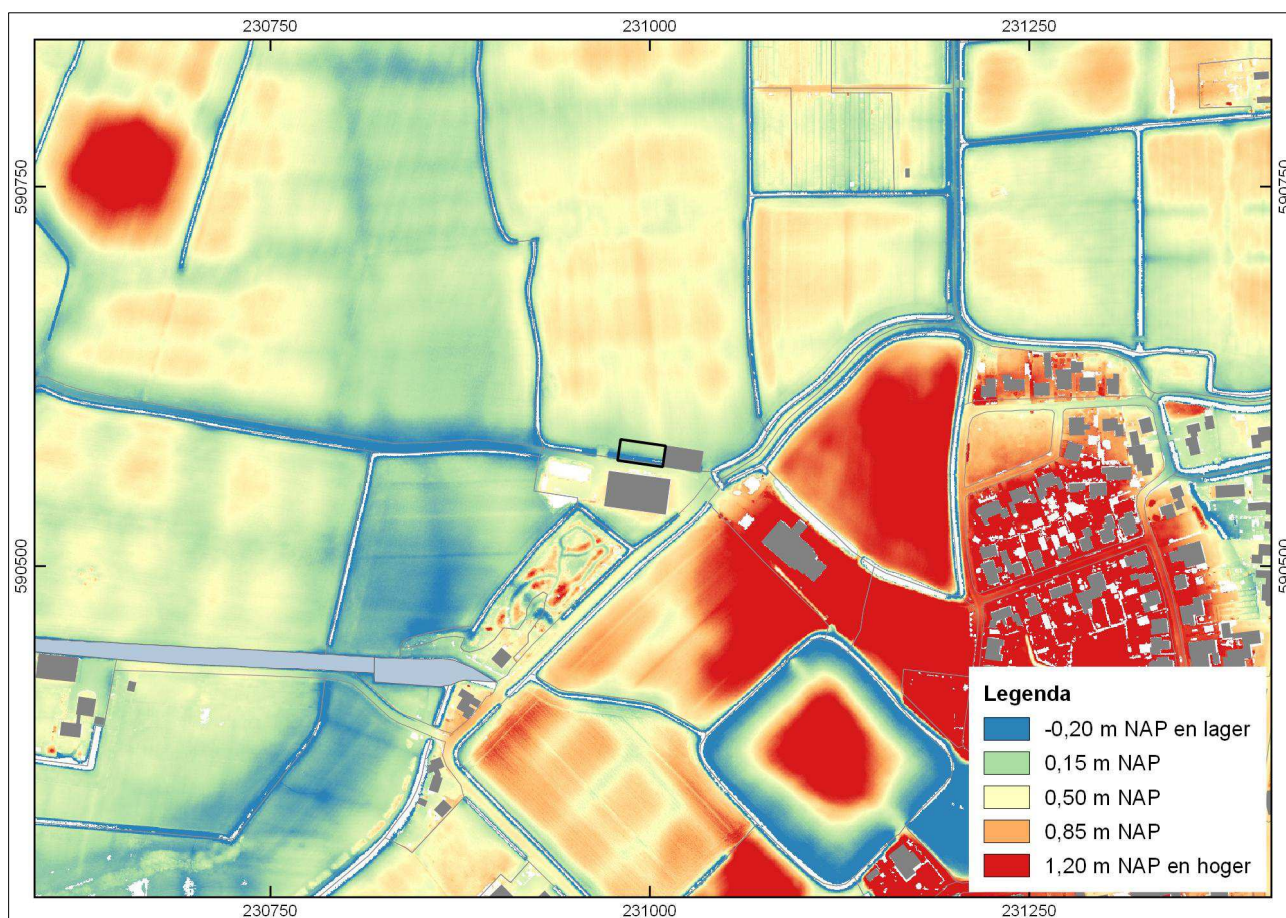 230750 231000 231250
590750 590750
590500 590500
Legenda
-0,20 m NAP en lager
0,15 m NAP
0,50 m NAP
0,85 m NAP
1,20 m NAP en hoger
230750 231000 231250